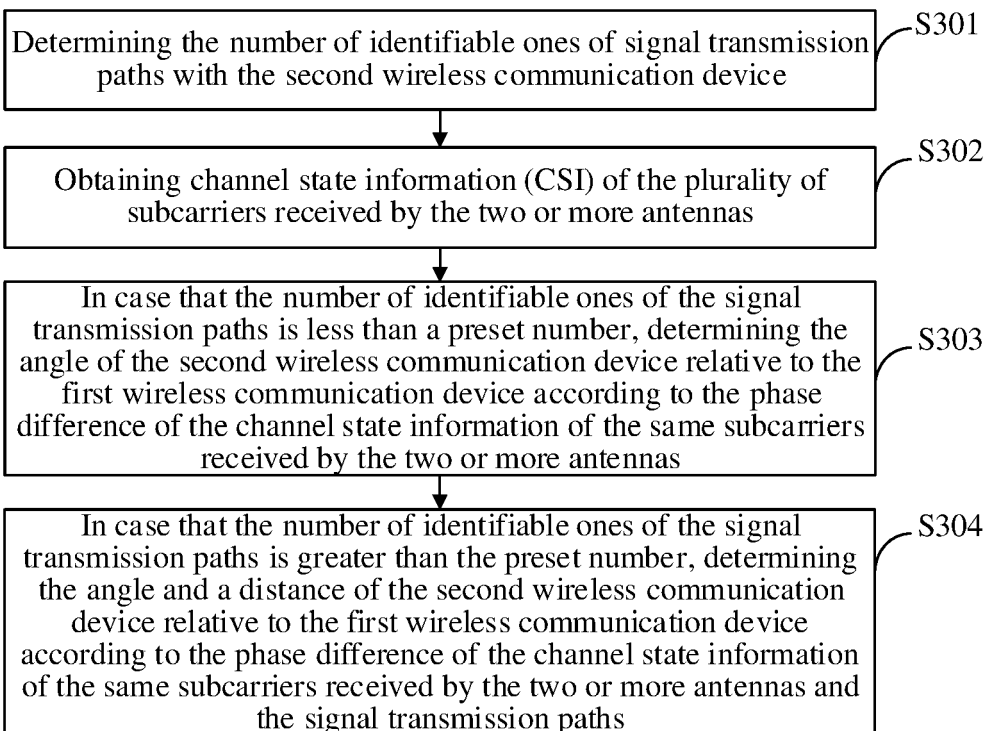 Determining the number of identifiable ones of signal transmission
paths with the second wireless communication device
S301
Obtaining channel state information (CSI) of the plurality of
subcarriers received by the two or more antennas
S302
In case that the number of identifiable ones of the signal
transmission paths is less than a preset number, determining the
angle of the second wireless communication device relative to the
first wireless communication device according to the phase
difference of the channel state information of the same subcarriers
received by the two or more antennas
S303
In case that the number of identifiable ones of the signal
transmission paths is greater than the preset number, determining
the angle and a distance of the second wireless communication
device relative to the first wireless communication device
according to the phase difference of the channel state information
of the same subcarriers received by the two or more antennas and
the signal transmission paths
S304